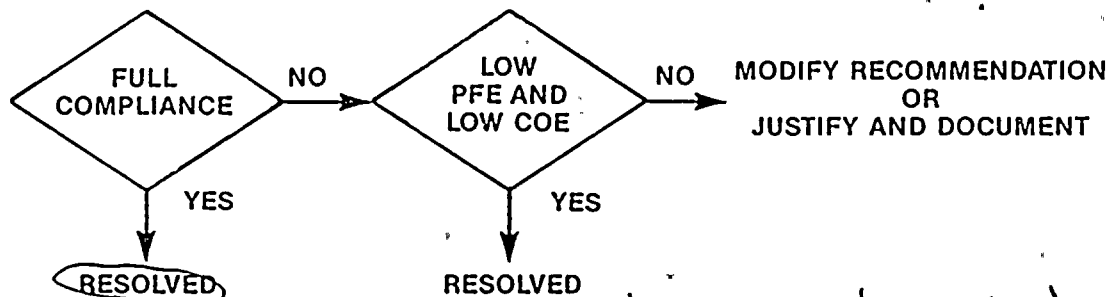 FULL
COMPLIANCE
NO
LOW
PFE AND
LOW COE
NO
MODIFY RECOMMENDATION
OR
JUSTIFY AND DOCUMENT
YES
YES
RESOLVED
RESOLVED